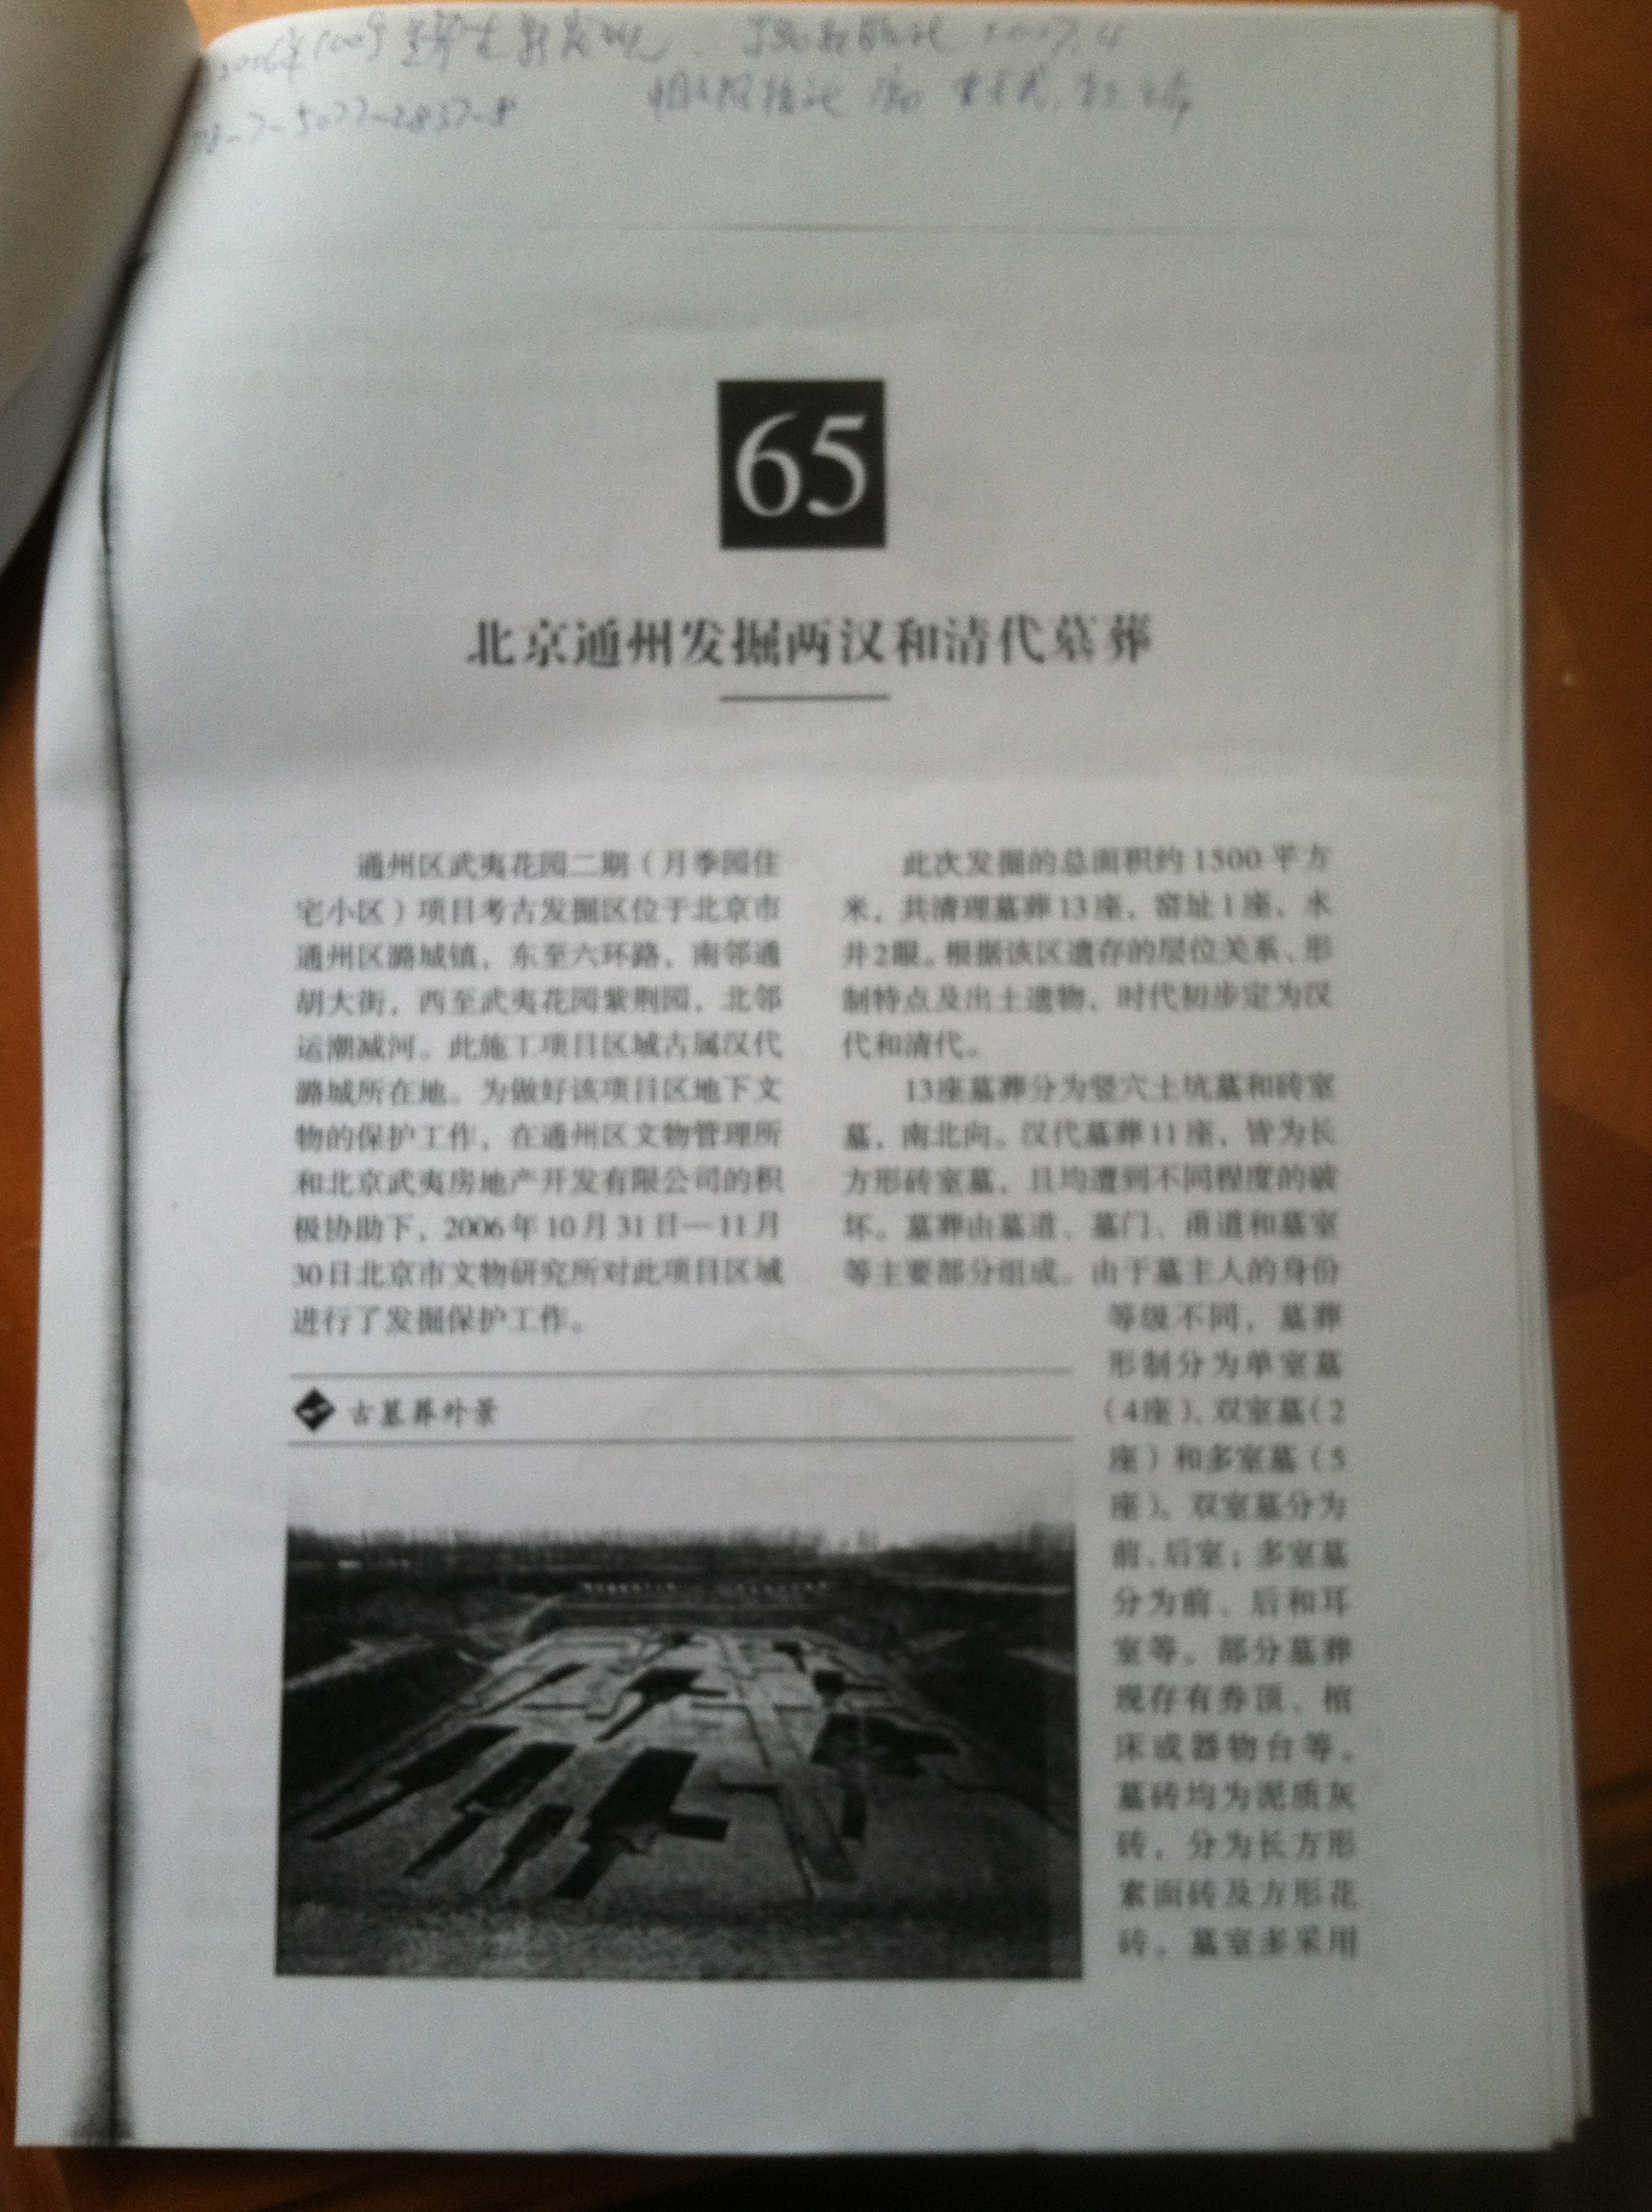 65
北京通州发掘两汉和清代墓葬
通州区武夷花园二期（月季园住
宅小区）项目考古发掘区位于北京市
通州区潞城镇，东至六环路，南邻通
胡大街，西至武夷花园紫荆园，北邻
运潮减河。此施工项目区域古属汉代
潞城所在地。为做好该项目区地下文
物的保护工作，在通州区文物管理所
和北京武夷房地产开发有限公司的积
极协助下，2006年10月31日—11月
30日北京市文物研究所对此项目区域
进行了发掘保护工作。
古墓葬外景
此次发掘的总面积约1500平方
米，共清理墓葬13座，窑址1座，水
井2眼。根据该区遗存的层位关系、形
制特点及出土遗物，时代初步定为汉
代和清代。
13座墓葬分为竖穴土坑墓和砖室
墓，南北向。汉代墓葬11座，皆为长
方形砖室墓，且均遭到不同程度的破
坏。墓葬由墓道、墓门、甬道和墓室
等主要部分组成。由于墓主人的身份
等级不同，墓葬
形制分为单室墓
（4座）、双室墓（2
座）和多室墓（5
座）。双室墓分为
前、后室；多室墓
分为前、后和耳
室等。部分墓葬
现存有券顶、棺
床或器物台等。
墓砖均为泥质灰
砖，分为长方形
素面砖及方形花
砖。墓室多采用